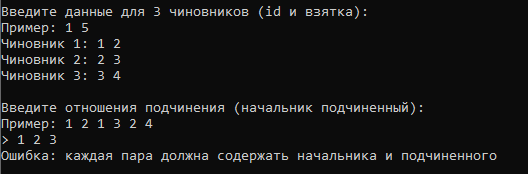 Введите данные для 3 чиновников (id и взятка):
Пример: 1 5
Чиновник 1: 1 2
Чиновник 2: 2 3
Чиновник 3: 3 4
Введите отношения подчинения (начальник подчиненный):
Пример: 1 2 1 3 2 4
> 1 2 3
Ошибка: каждая пара должна содержать начальника и подчиненного